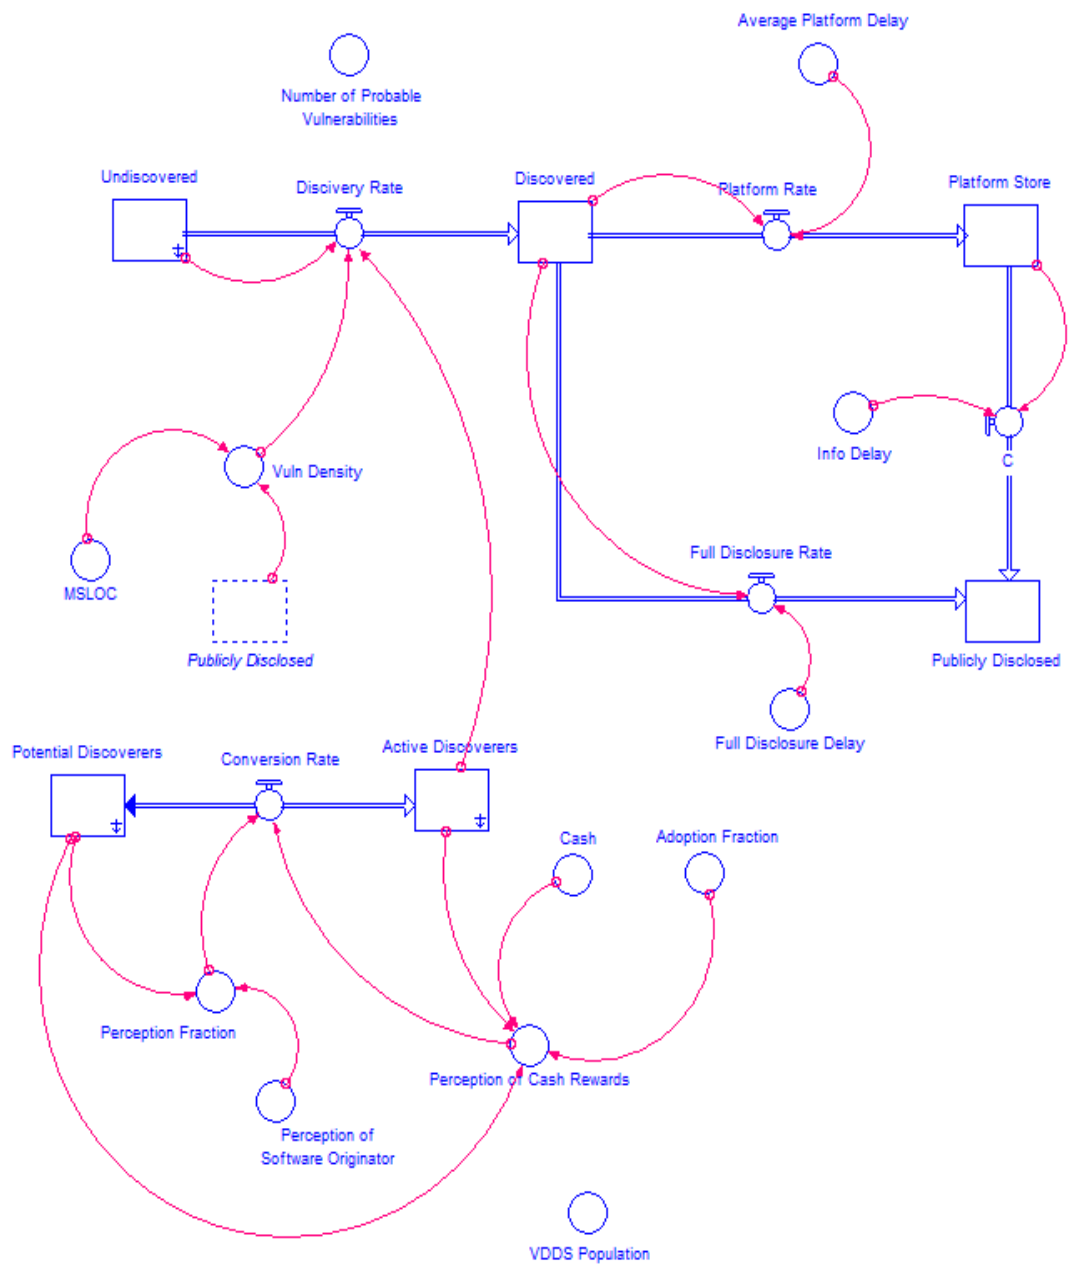 Average Platform Delay
Number of Probable
Vulnerabilities
Undiscovered
Discivery Rate
Discovered
Platform Rate
Platform Store
Info Delay
C
Vuln Density
MSLOC
Publicly Disclosed
Full Disclosure Rate
Publicly Disclosed
Full Disclosure Delay
Potential Discoverers
Conversion Rate
Active Discoverers
Cash
Adoption Fraction
Perception Fraction
Perception of Cash Rewards
Perception of
Software Originator
VDDS Population